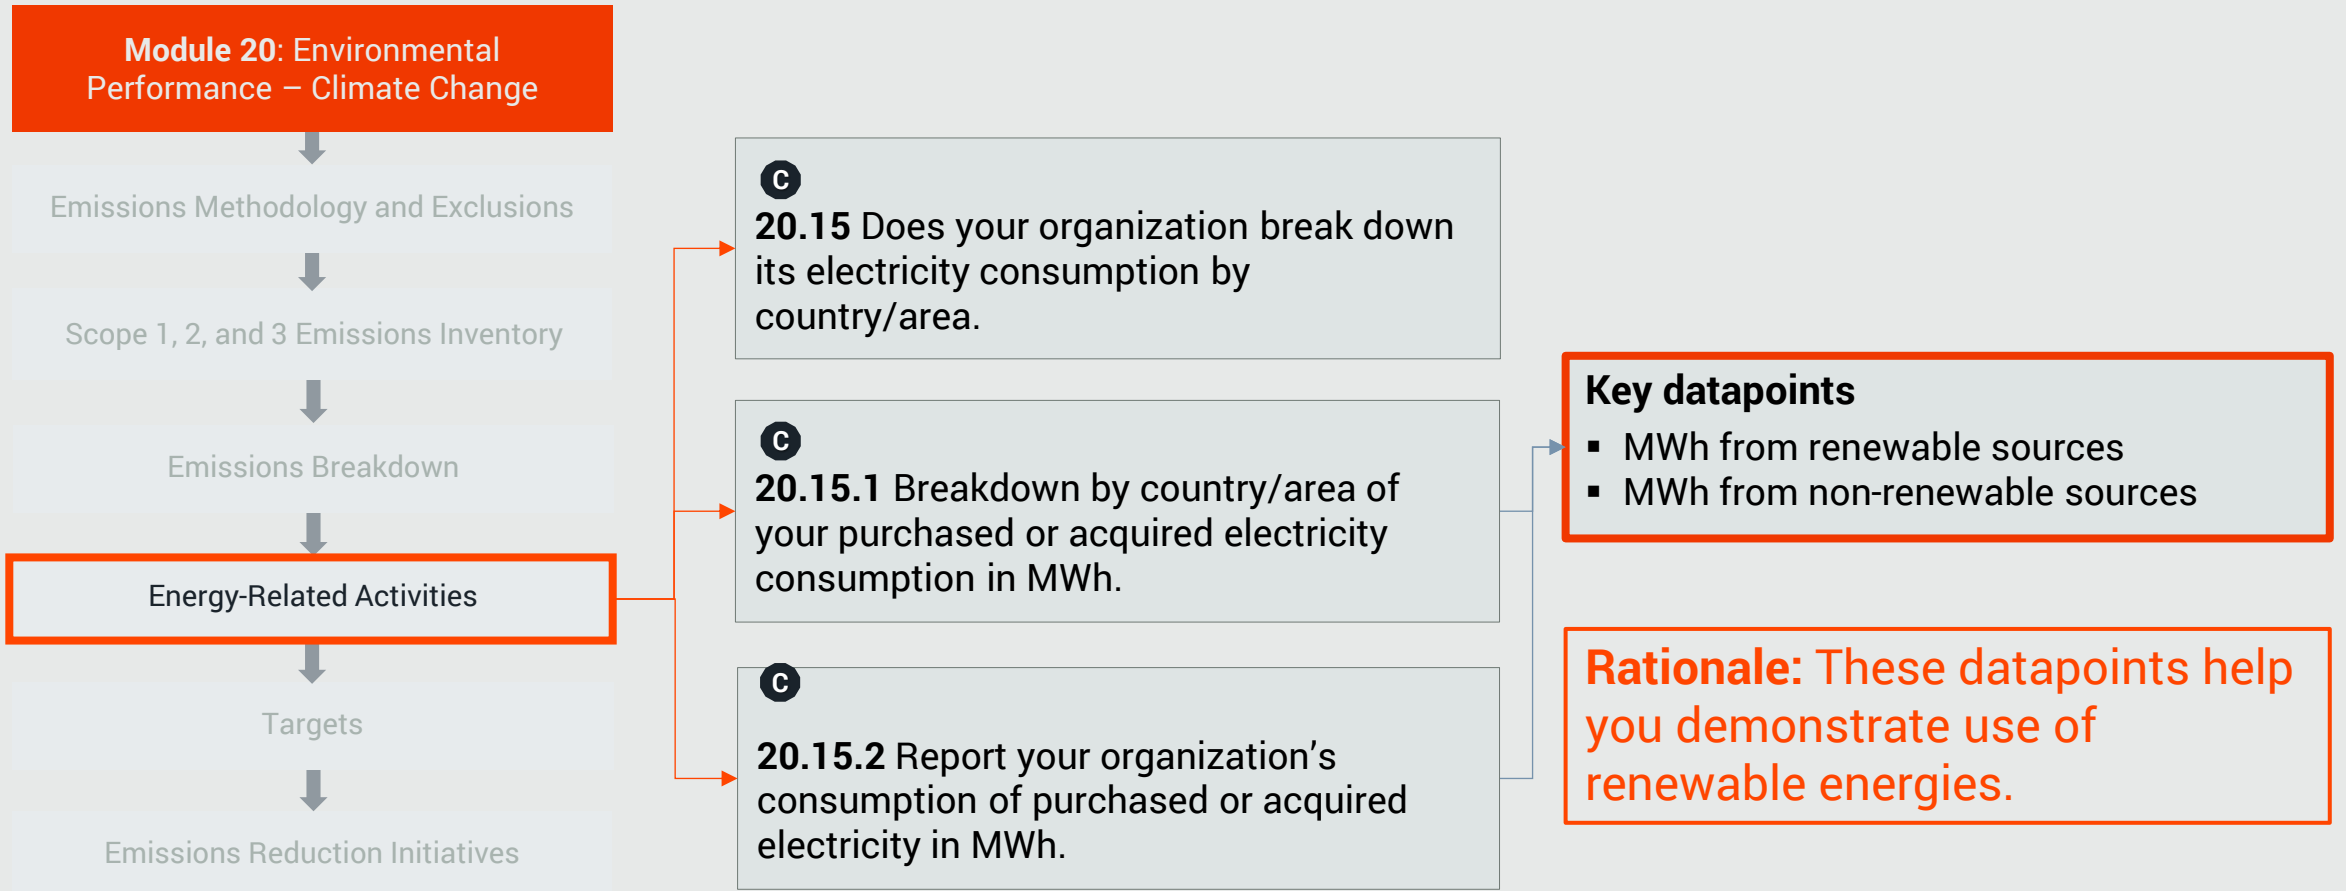 Module 20: Environmental
Performance – Climate Change
Emissions Methodology and Exclusions
Scope 1, 2, and 3 Emissions Inventory
Emissions Breakdown
Energy-Related Activities
Targets
Emissions Reduction Initiatives
C
20.15 Does your organization break down
its electricity consumption by
country/area.
C
20.15.1 Breakdown by country/area of
your purchased or acquired electricity
consumption in MWh.
C
20.15.2 Report your organization’s
consumption of purchased or acquired
electricity in MWh.
Key datapoints
▪ MWh from renewable sources
▪ MWh from non-renewable sources
Rationale: These datapoints help
you demonstrate use of
renewable energies.